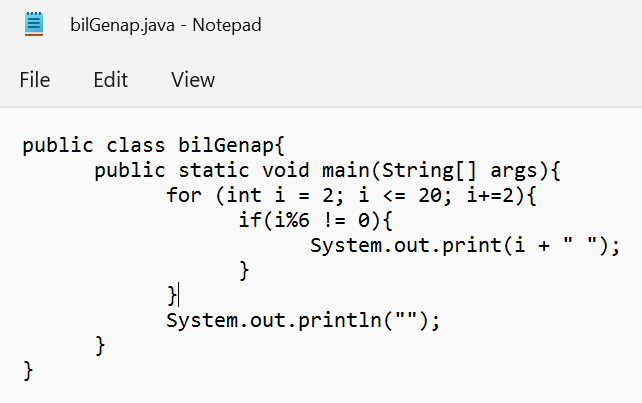 bilGenap.java - Notepad
File Edit View
public class bilGenap{
public static void main(String[] args){
for (int i = 2; i <= 20; i+=2){
if(i%6 != 0){
System.out.print(i + " ");
}
}
System.out.println("");
}
}